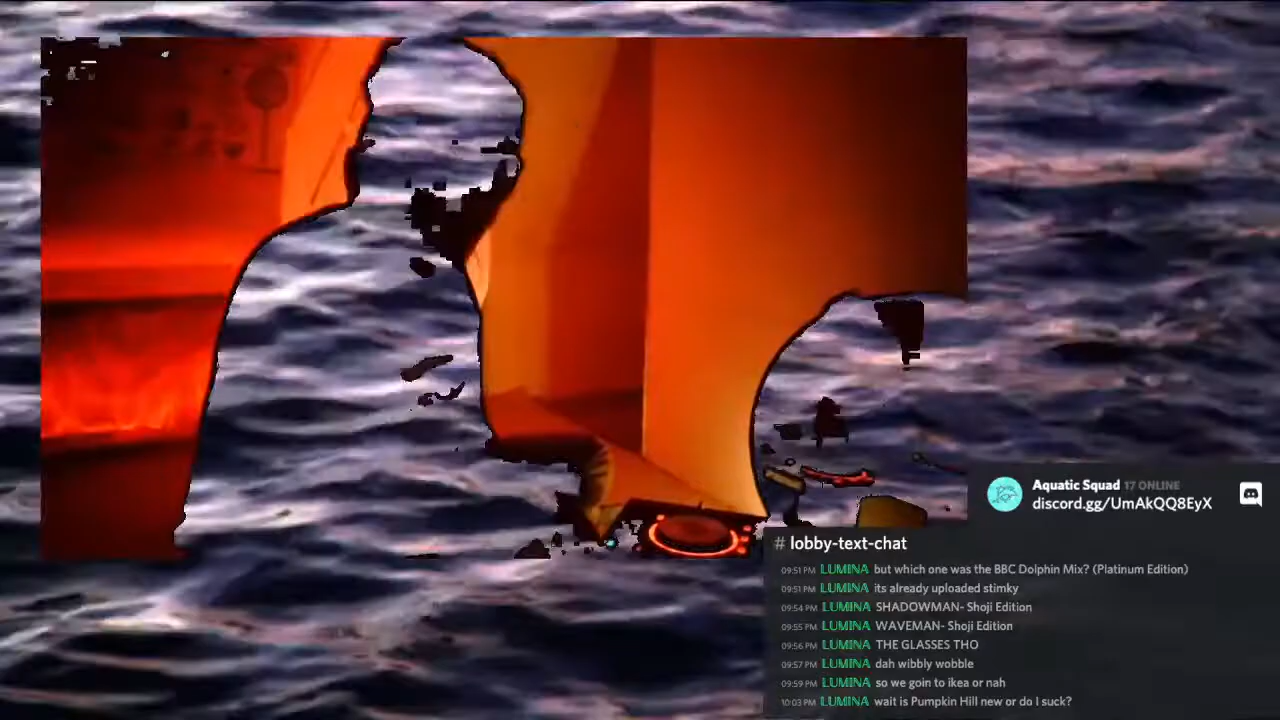 Aquatic Squad 17 ONLINE
discord.gg/UmAkQQ8EyX
# lobby-text-chat
09:51 PM LUMINA but which one was the BBC Dolphin Mix? (Platinum Edition)
09:51 PM LUMINA its already uploaded stimky
09:54 PM LUMINA SHADOWMAN- Shoji Edition
09:55 PM LUMINA WAVEMAN- Shoji Edition
09:56 PM LUMINA THE GLASSES THO
09:57 PM LUMINA dah wibbly wobble
09:59 PM LUMINA so we goin to ikea or nah
10:03 PM LUMINA wait is Pumpkin Hill new or do I suck?